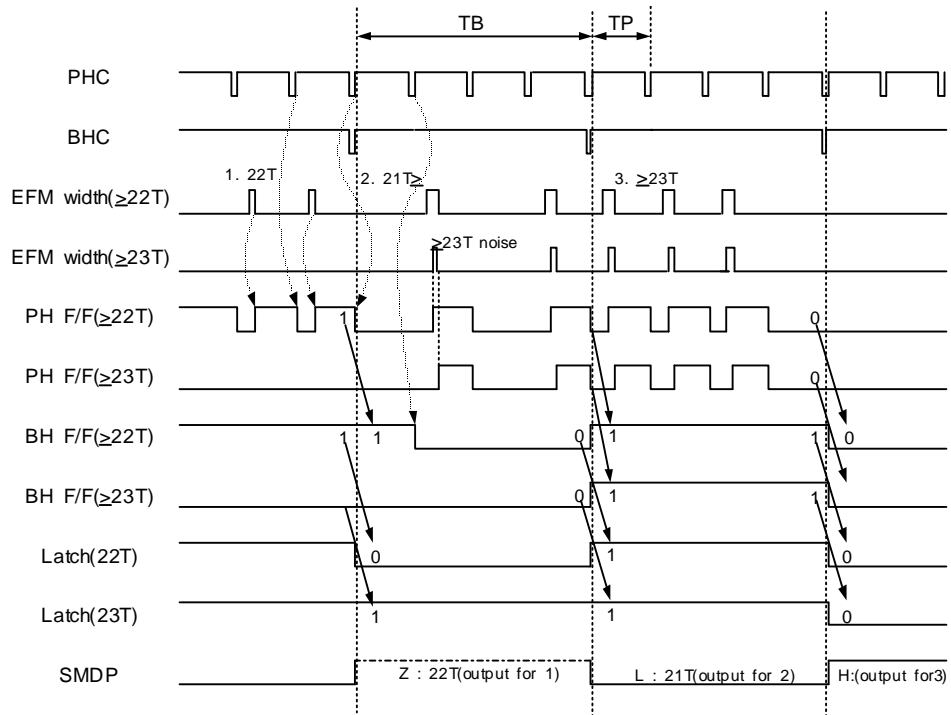 TB TP
PHC
BHC
1. 22T 2. 21T≥ 3. ≥23T
EFM width(≥22T)
≥23T noise
EFM width(≥23T)
PH F/F(≥22T) 1 0
PH F/F(≥23T) 0
BH F/F(≥22T) 1 1 0 1 1 0
BH F/F(≥23T) 0 1 1
Latch(22T) 0 1 0
Latch(23T) 1 1 0
SMDP Z : 22T(output for 1) L : 21T(output for 2) H:(output for3)